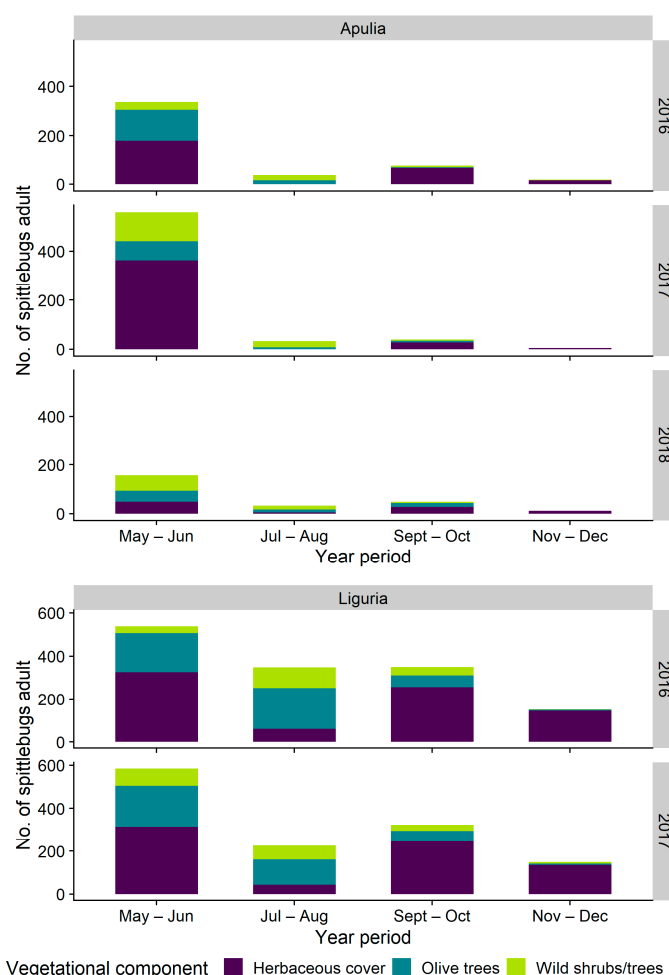 Apulia
400
200
0
2016
400
200
0
2017
400
200
0
2018
No. of spittlebugs adult
May – Jun Jul – Aug Sept – Oct Nov – Dec
Year period
Liguria
600
400
200
0
2016
600
400
200
0
2017
No. of spittlebugs adult
May – Jun Jul – Aug Sept – Oct Nov – Dec
Year period
Vegetational component Herbaceous cover Olive trees Wild shrubs/trees